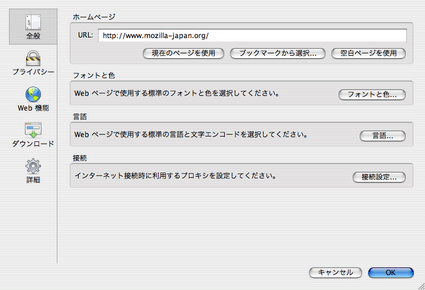 全般
プライバシー
Web 機能
ダウンロード
詳細
ホームページ
URL: http://www.mozilla-japan.org/
現在のページを使用 ブックマークから選択... 空白ページを使用
フォントと色
Web ページで使用する標準のフォントと色を選択してください。 フォントと色...
言語
Web ページで使用する標準の言語と文字エンコードを選択してください。 言語...
接続
インターネット接続時に利用するプロキシを設定してください。 接続設定...
キャンセル OK